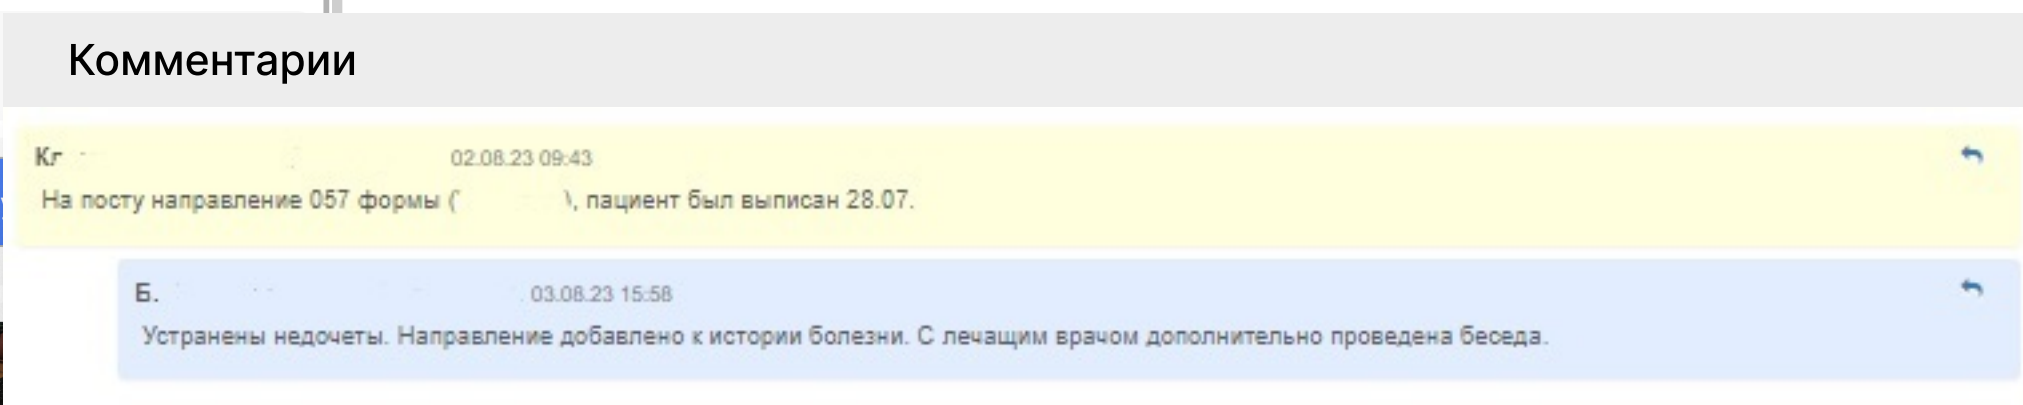 Комментарии
02.08.23 09:43
На посту направление 057 формы ( ), пациент был выписан 28.07.
Б. 03.08.23 15:58
Устранены недочеты. Направление добавлено к истории болезни. С лечащим врачом дополнительно проведена беседа.